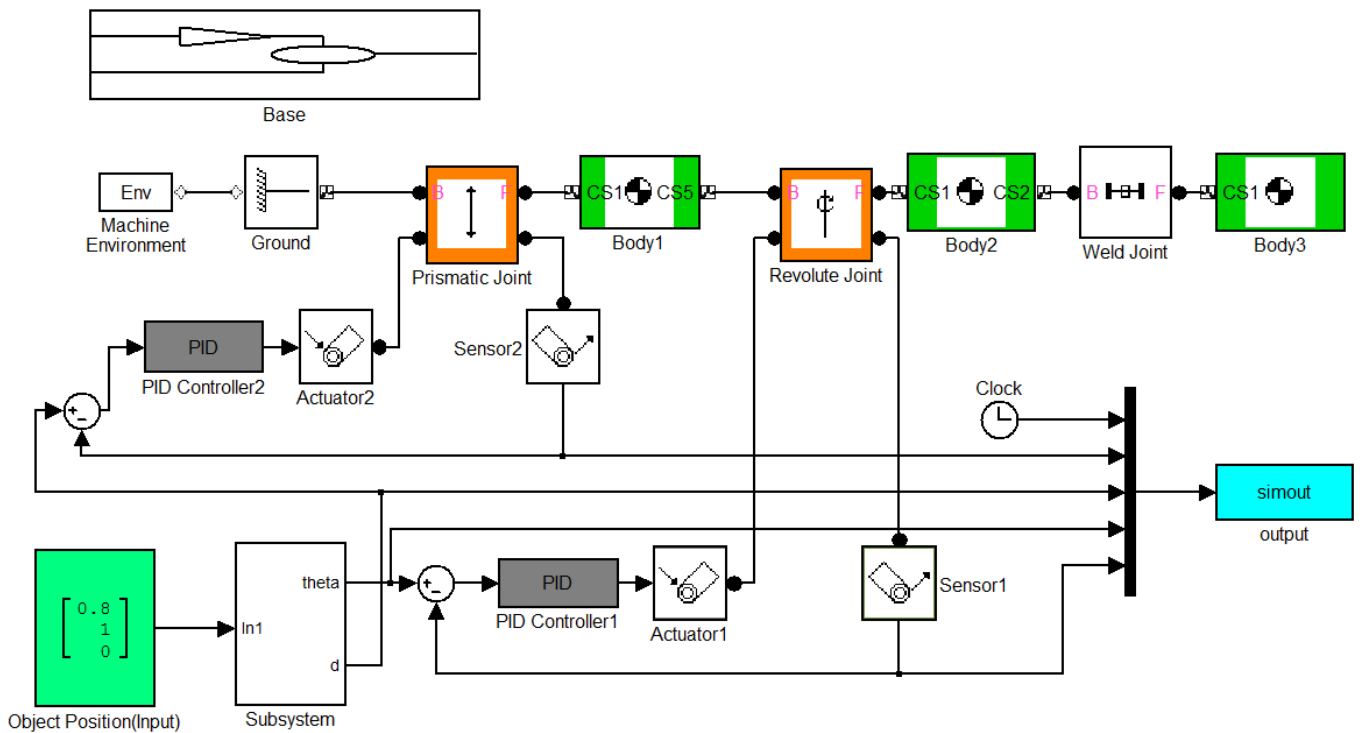 Base
Env
Machine
Environment
Ground
B
F
Prismatic Joint
CS1
CS5
Body1
B
F
Revolute Joint
CS1
CS2
Body2
B
F
Weld Joint
CS1
Body3
PID
PID Controller2
Actuator2
Sensor2
Clock
simout
output
0.8
1
0
Object Position(Input)
In1
theta
d
Subsystem
PID
PID Controller1
Actuator1
Sensor1